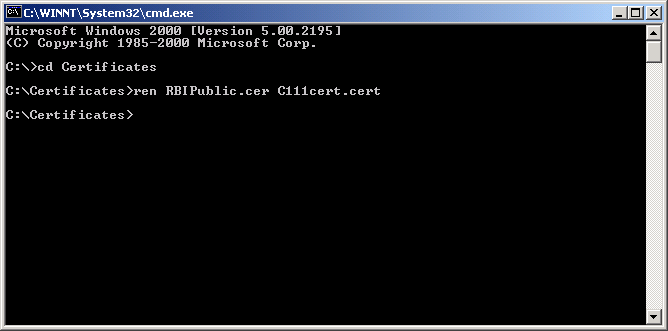 C:\WINNT\System32\cmd.exe
Microsoft Windows 2000 [Version 5.00.2195]
(C) Copyright 1985-2000 Microsoft Corp.
C:\>cd Certificates
C:\Certificates>ren RBIPublic.cer C111cert.cert
C:\Certificates>